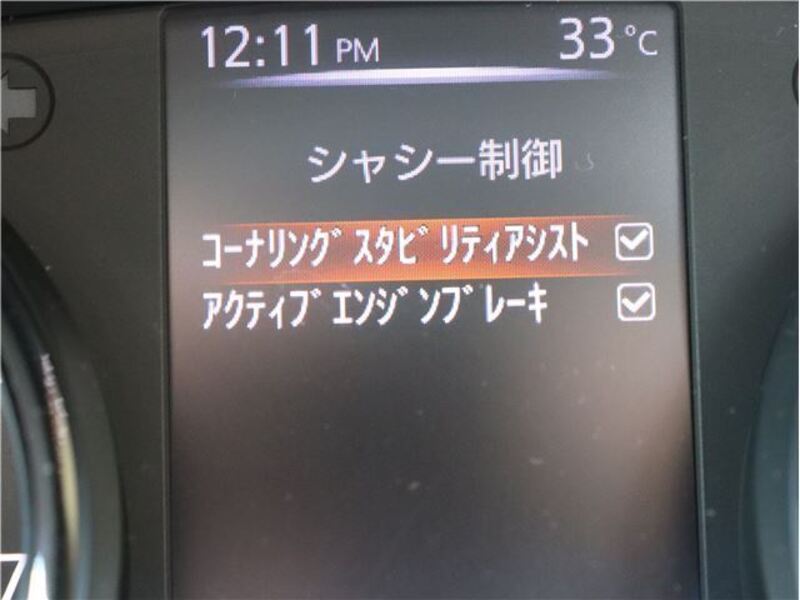 12:11 PM 33℃
シャシー制御
コーナリングスタビリティアシスト
アクティブエンジンブレーキ
7